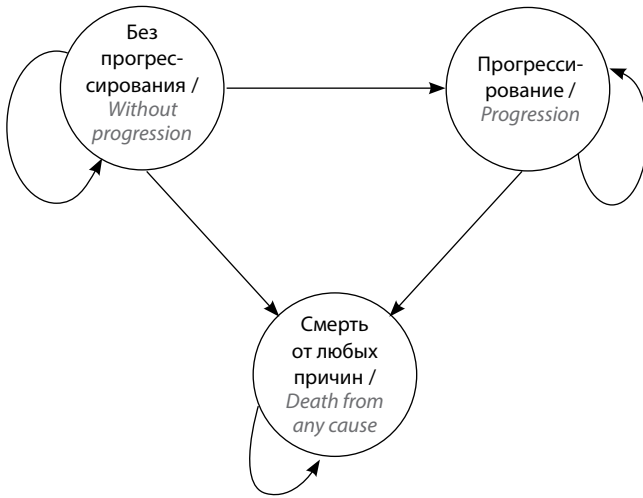 Без
прогрес-
сирования /
Without
progression
Прогресси-
рование /
Progression
Смерть
от любых
причин /
Death from
any cause